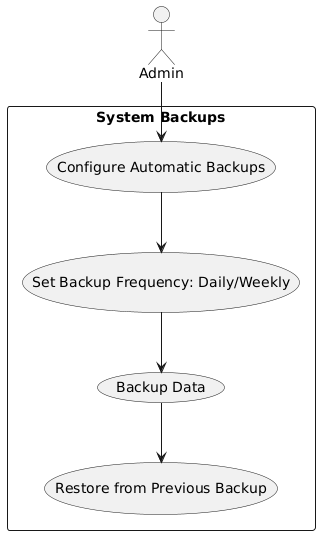 Admin
System Backups
Configure Automatic Backups
Set Backup Frequency: Daily/Weekly
Backup Data
Restore from Previous Backup